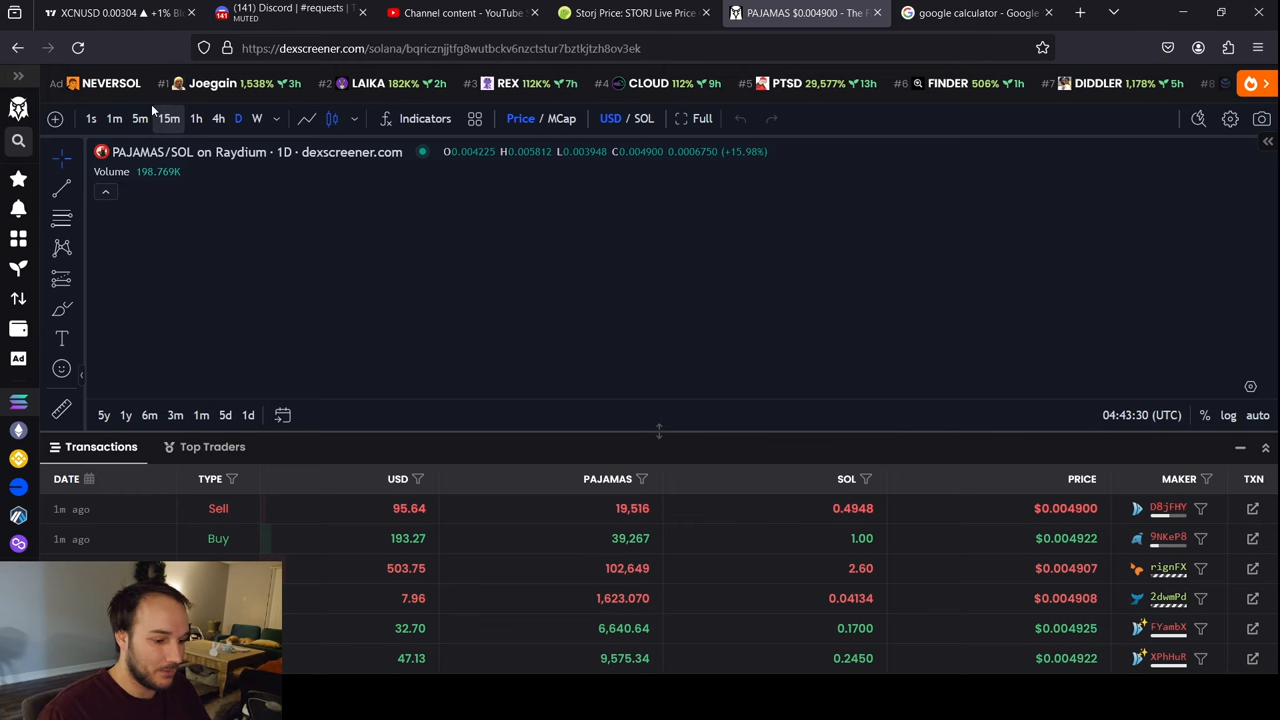 XCNUSD 0.00304 ▲ +1% Bl
(141) Discord | #requests | T
MUTED
Channel content - YouTube S
Storj Price: STORJ Live Price
PAJAMAS $0.004900 - The F
google calculator - Google
https://dexscreener.com/solana/bqricznjjtfg8wutbckv6nzctstur7bztkjtzh8ov3ek
Ad NEVERSOL #1 Joegain 1,538% 3h #2 LAIKA 182K% 2h #3 REX 112K% 7h #4 CLOUD 112% 9h #5 PTSD 29,577% 13h #6 FINDER 506% 1h #7 DIDDLER 1,178% 5h #8
1s 1m 5m 15m 1h 4h D W Indicators Price / MCap USD / SOL Full
PAJAMAS/SOL on Raydium · 1D · dexscreener.com O0.004225 H0.005812 L0.003948 C0.004900 0.0006750 (+15.98%)
Volume 198.769K
5y 1y 6m 3m 1m 5d 1d 04:43:30 (UTC) % log auto
Transactions Top Traders
DATE TYPE USD PAJAMAS SOL PRICE MAKER TXN
1m ago Sell 95.64 19,516 0.4948 $0.004900 D8jFHY
1m ago Buy 193.27 39,267 1.00 $0.004922 9NKeP8
503.75 102,649 2.60 $0.004907 rignFX
7.96 1,623.070 0.04134 $0.004908 2dwmPd
32.70 6,640.64 0.1700 $0.004925 FYambX
47.13 9,575.34 0.2450 $0.004922 XPhHuR